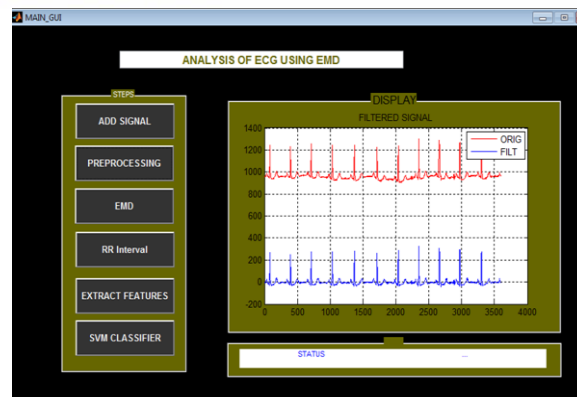 MAIN_GUI
ANALYSIS OF ECG USING EMD
STEPS
ADD SIGNAL
PREPROCESSING
EMD
RR Interval
EXTRACT FEATURES
SVM CLASSIFIER
DISPLAY
FILTERED SIGNAL
ORIG
FILT
1400
1200
1000
800
600
400
200
0
-200
0 500 1000 1500 2000 2500 3000 3500 4000
STATUS ...